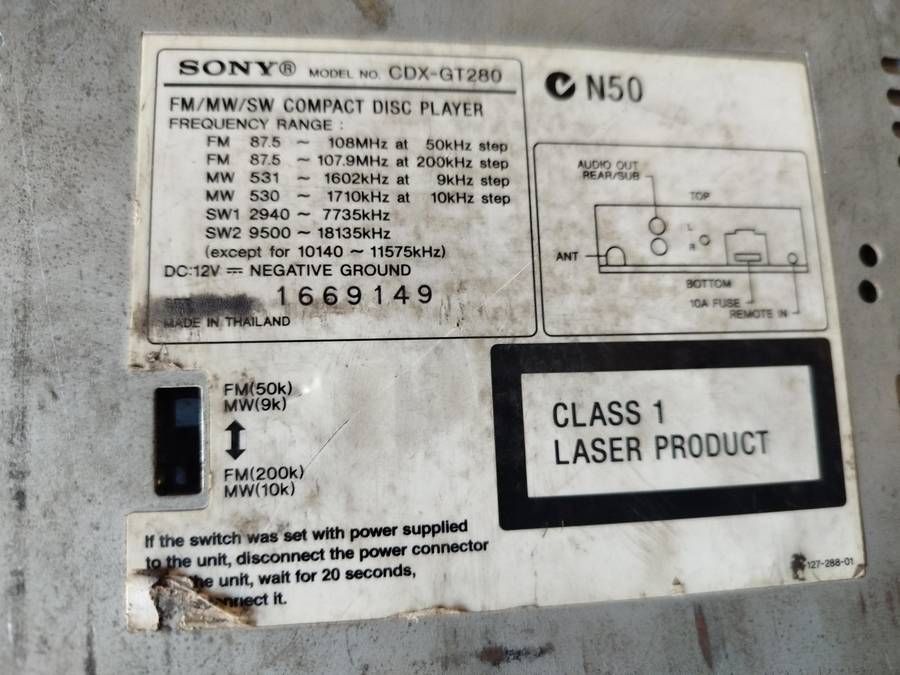 SONY® MODEL NO. CDX-GT280
FM/MW/SW COMPACT DISC PLAYER
FREQUENCY RANGE :
FM 87.5 ~ 108MHz at 50kHz step
FM 87.5 ~ 107.9MHz at 200kHz step
MW 531 ~ 1602kHz at 9kHz step
MW 530 ~ 1710kHz at 10kHz step
SW1 2940 ~ 7735kHz
SW2 9500 ~ 18135kHz
(except for 10140 ~ 11575kHz)
DC:12V ⎓ NEGATIVE GROUND
1669149
MADE IN THAILAND
N50
AUDIO OUT
REAR/SUB
TOP
L
R
ANT
BOTTOM
10A FUSE
REMOTE IN
FM(50k)
MW(9k)
FM(200k)
MW(10k)
CLASS 1
LASER PRODUCT
If the switch was set with power supplied
to the unit, disconnect the power connector
he unit, wait for 20 seconds,
nnect it.
127-288-01